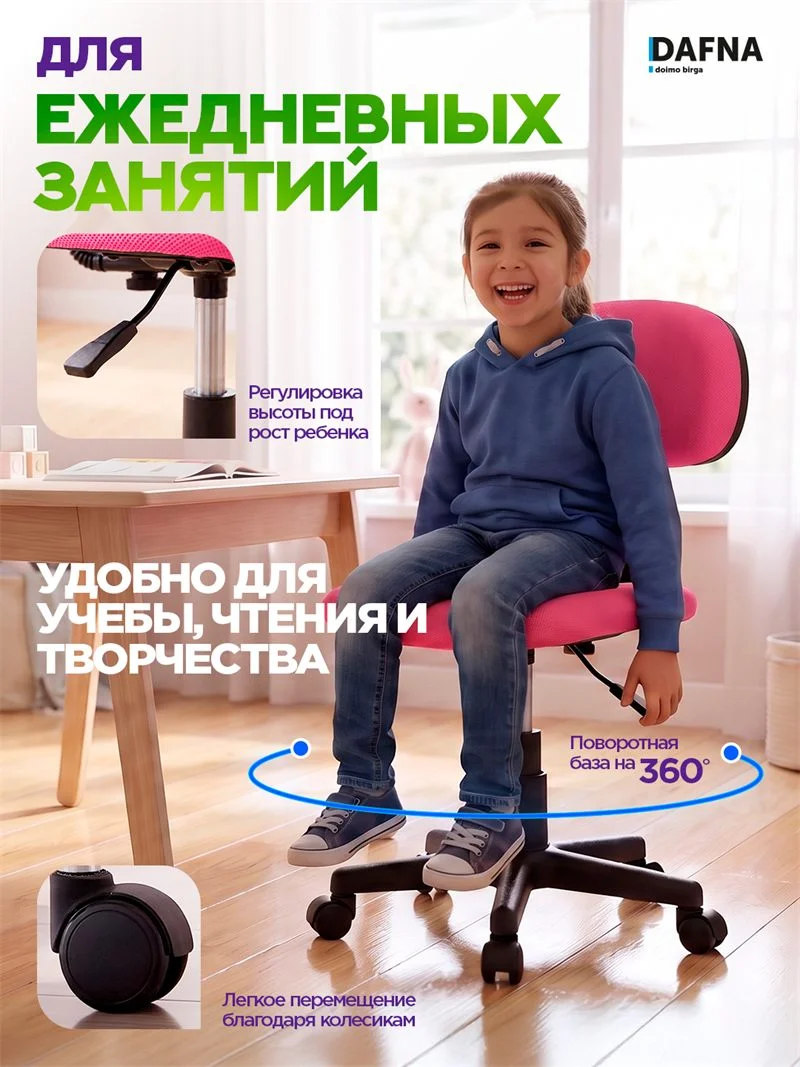 ДЛЯ
ЕЖЕДНЕВНЫХ
ЗАНЯТИЙ
DAFNA
doimo birga
Регулировка
высоты под
рост ребенка
УДОБНО ДЛЯ
УЧЕБЫ, ЧТЕНИЯ И
ТВОРЧЕСТВА
Поворотная
база на 360°
Легкое перемещение
благодаря колесикам